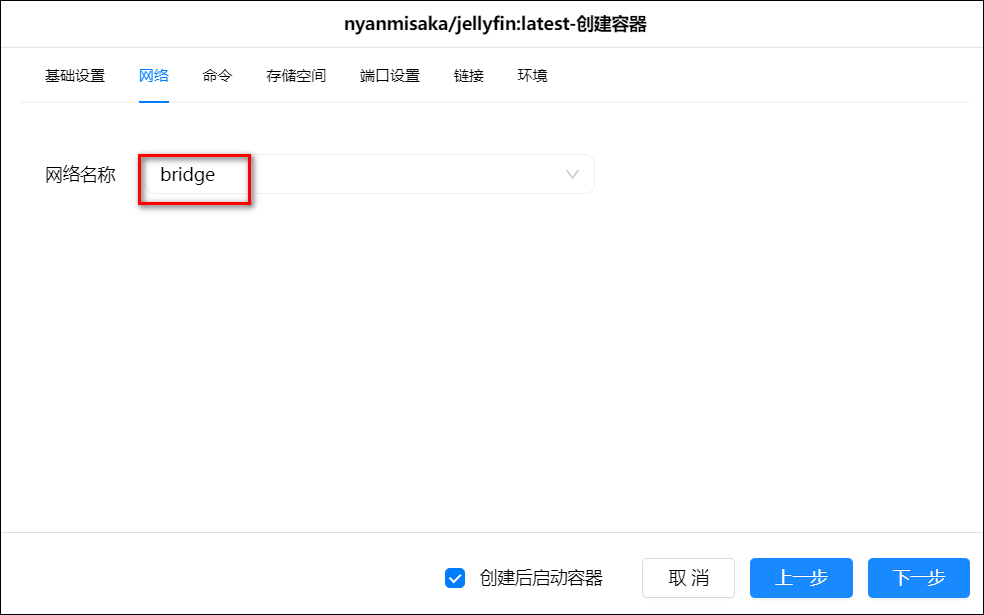 nyanmisaka/jellyfin:latest-创建容器
基础设置 网络 命令 存储空间 端口设置 链接 环境
网络名称 bridge
创建后启动容器 取消 上一步 下一步